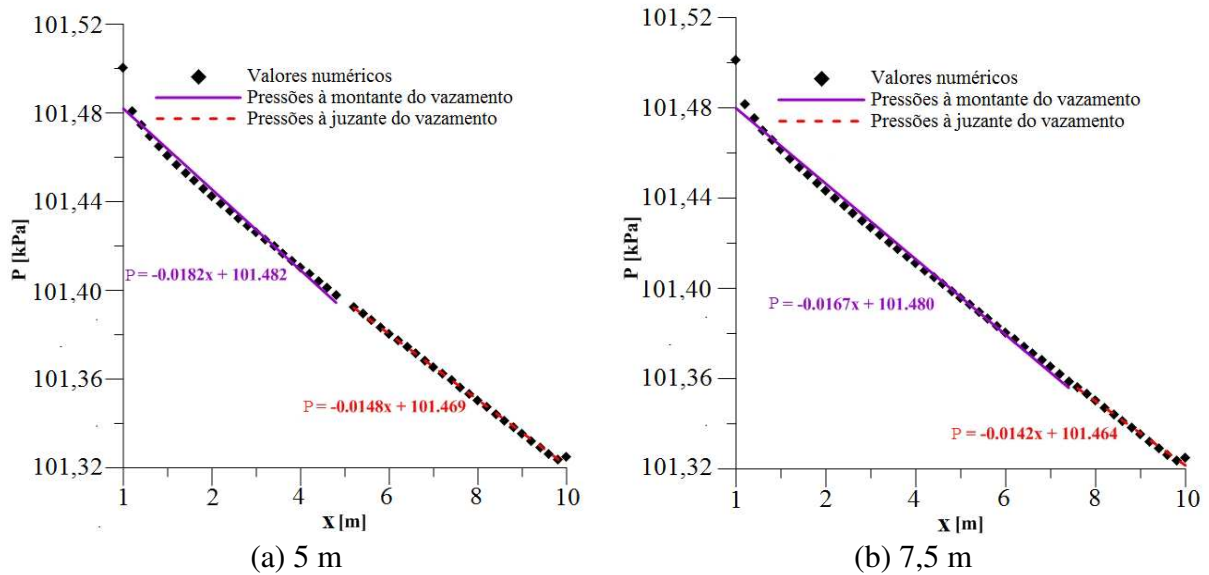 101,52
Valores numéricos
Pressões à montante do vazamento
Pressões à juzante do vazamento
101,48
101,44
P [kPa]
P = -0.0182x + 101.482
101,40
101,36
P = -0.0148x + 101.469
101,32
1 2 4 6 8 10
x [m]
(a) 5 m
101,52
Valores numéricos
Pressões à montante do vazamento
Pressões à juzante do vazamento
101,48
101,44
P [kPa]
P = -0.0167x + 101.480
101,40
101,36
P = -0.0142x + 101.464
101,32
1 2 4 6 8 10
x [m]
(b) 7,5 m